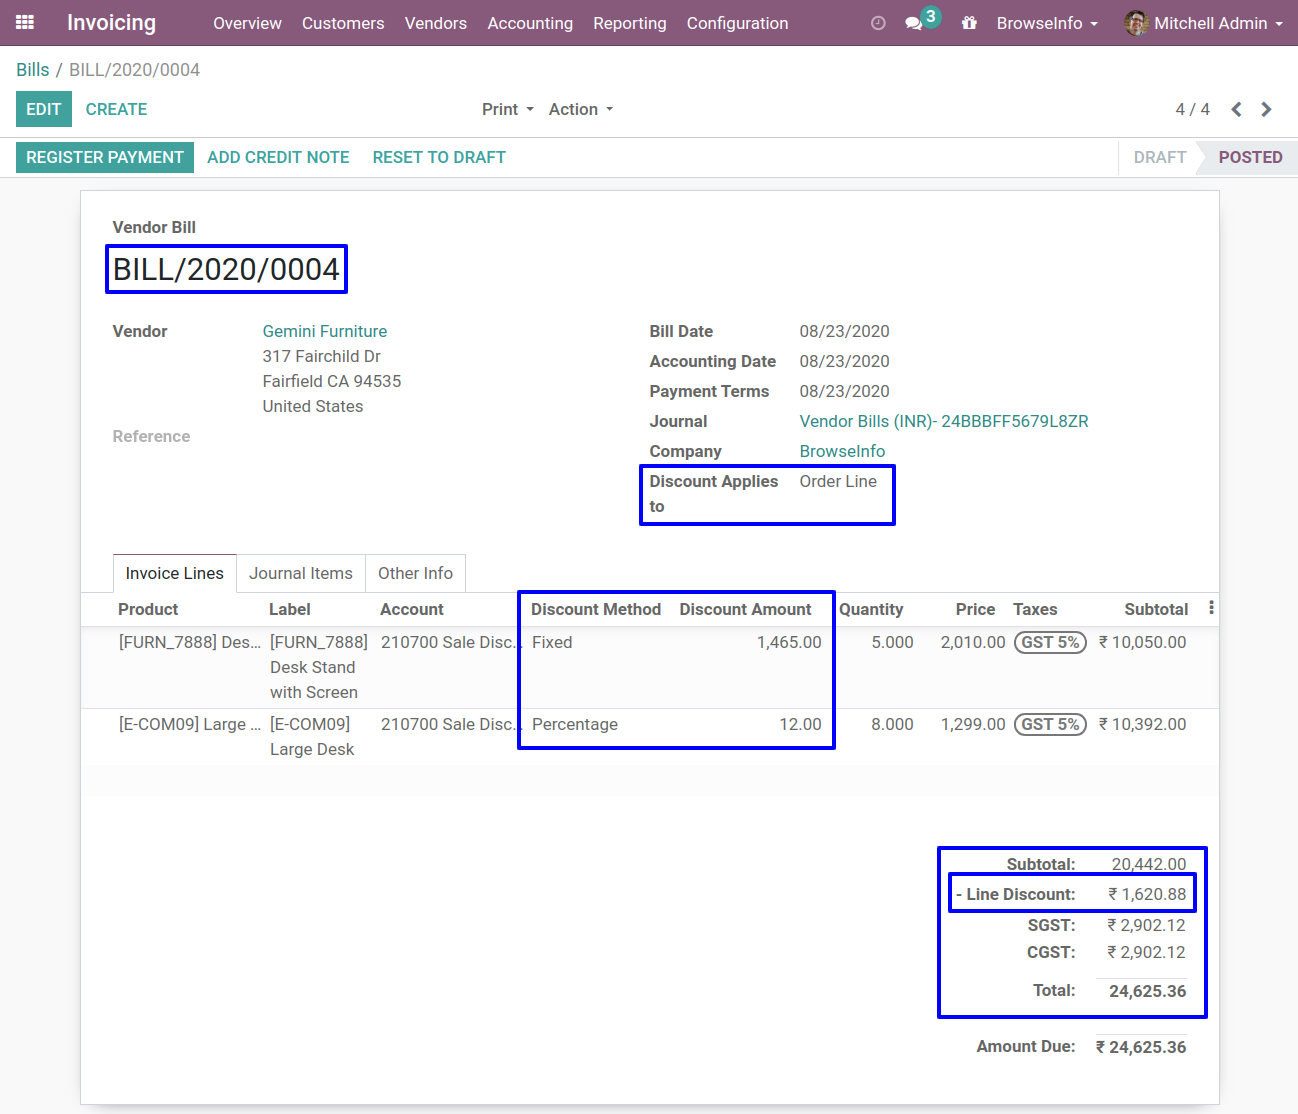 Invoicing Overview Customers Vendors Accounting Reporting Configuration 3 BrowseInfo Mitchell Admin
Bills / BILL/2020/0004
EDIT CREATE Print Action 4 / 4
REGISTER PAYMENT ADD CREDIT NOTE RESET TO DRAFT DRAFT POSTED
Vendor Bill
BILL/2020/0004
Vendor Gemini Furniture
317 Fairchild Dr
Fairfield CA 94535
United States
Reference
Bill Date 08/23/2020
Accounting Date 08/23/2020
Payment Terms 08/23/2020
Journal Vendor Bills (INR)- 24BBBFF5679L8ZR
Company BrowseInfo
Discount Applies Order Line
to
Invoice Lines Journal Items Other Info
Product Label Account Discount Method Discount Amount Quantity Price Taxes Subtotal
[FURN_7888] Des... [FURN_7888] 210700 Sale Disc... Fixed 1,465.00 5.000 2,010.00 GST 5% ₹ 10,050.00
Desk Stand
with Screen
[E-COM09] Large ... [E-COM09] 210700 Sale Disc... Percentage 12.00 8.000 1,299.00 GST 5% ₹ 10,392.00
Large Desk
Subtotal: 20,442.00
- Line Discount: ₹ 1,620.88
SGST: ₹ 2,902.12
CGST: ₹ 2,902.12
Total: 24,625.36
Amount Due: ₹ 24,625.36